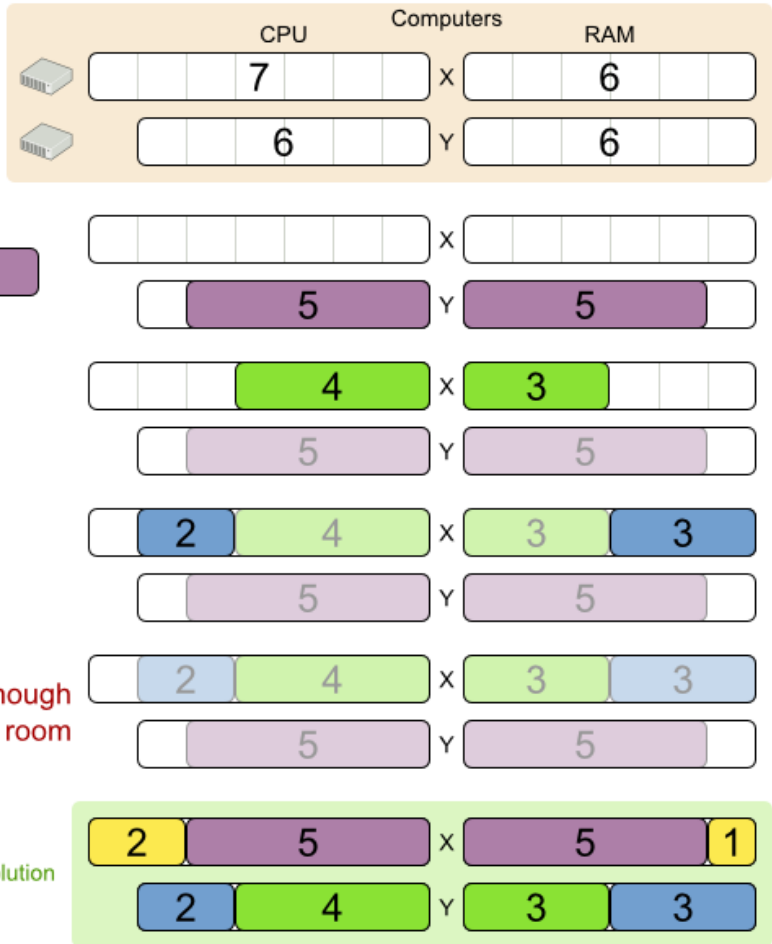 Computers
CPU RAM
7 X 6
6 Y 6
X
5 Y 5
4 X 3
5 Y 5
2 4 X 3 3
5 Y 5
2 4 X 3 3
room
5 Y 5
2 5 X 5 1
2 4 Y 3 3